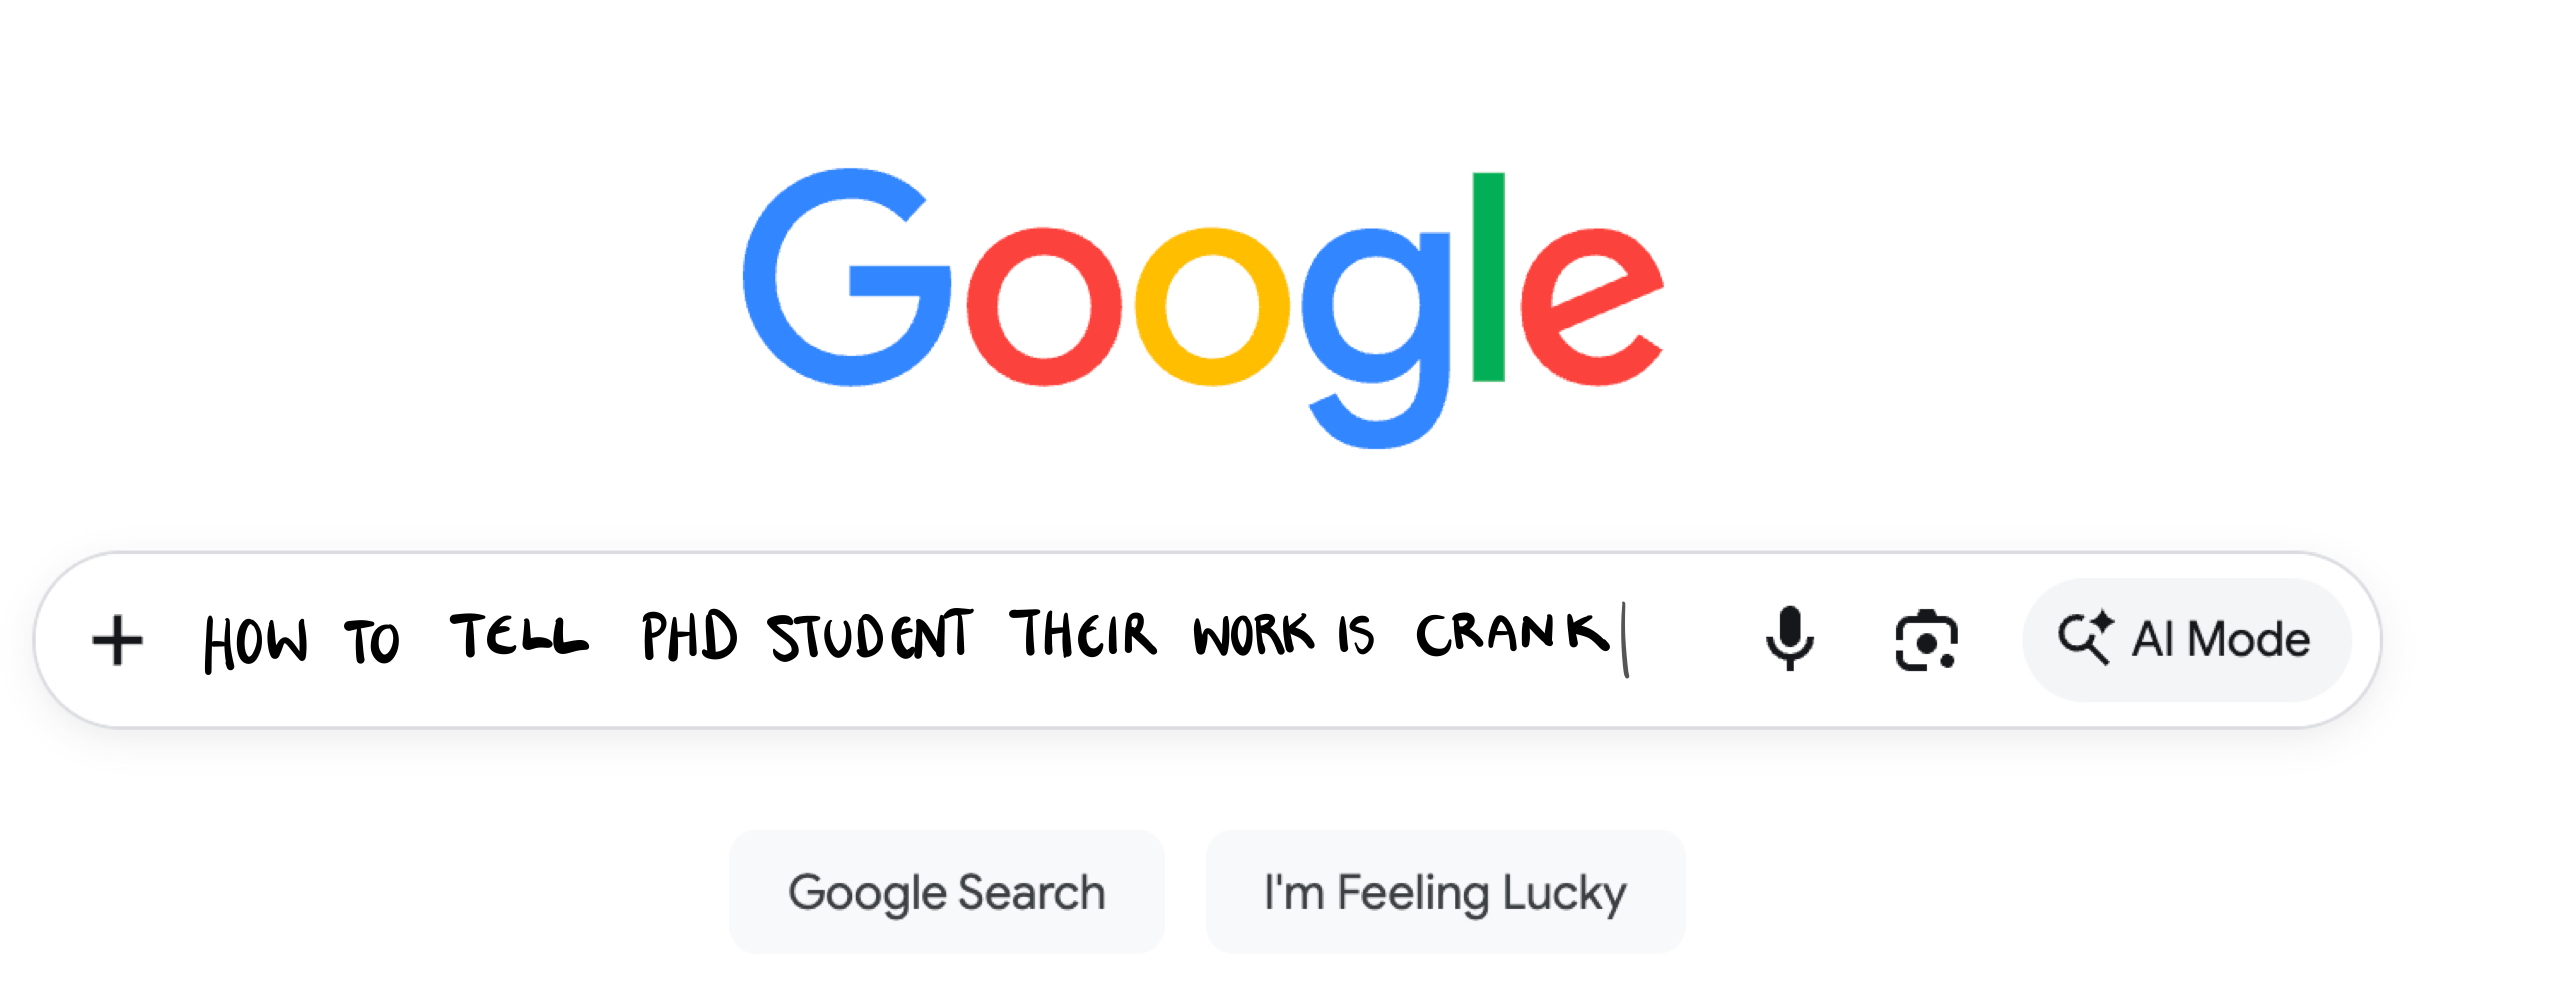 Google
HOW TO TELL PHD STUDENT THEIR WORK IS CRANK
AI Mode
Google Search
I'm Feeling Lucky